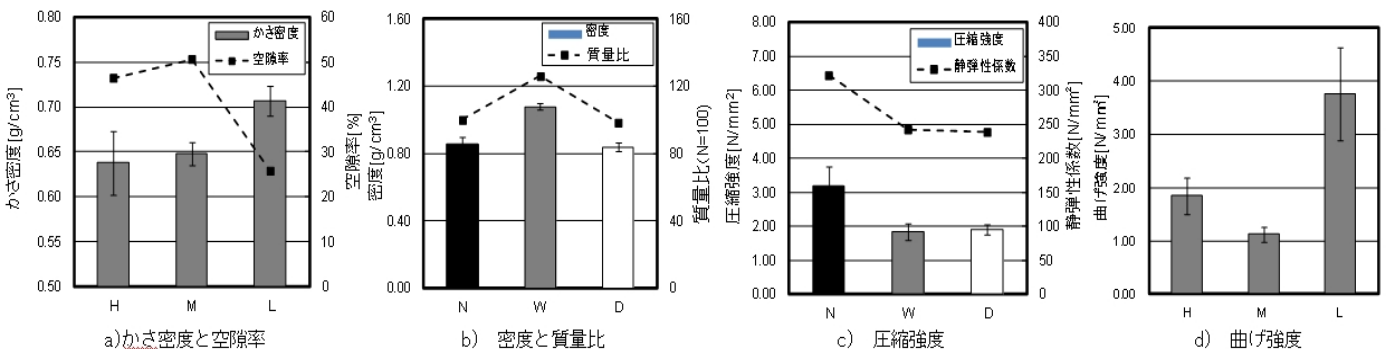 0.80
0.75
0.70
0.65
0.60
0.55
0.50
かさ密度[g/cm³]
60
50
40
30
20
10
0
空隙率[%]
かさ密度
空隙率
H M L
a)かさ密度と空隙率
1.60
1.20
0.80
0.40
0.00
密度[g/cm³]
160
120
80
40
0
質量比(N=100)
密度
質量比
N W D
b) 密度と質量比
8.00
7.00
6.00
5.00
4.00
3.00
2.00
1.00
0.00
圧縮強度[N/mm²]
400
350
300
250
200
150
100
50
0
静弾性係数[N/mm²]
圧縮強度
静弾性係数
N W D
c) 圧縮強度
5.00
4.00
3.00
2.00
1.00
0.00
曲げ強度[N/mm²]
H M L
d) 曲げ強度